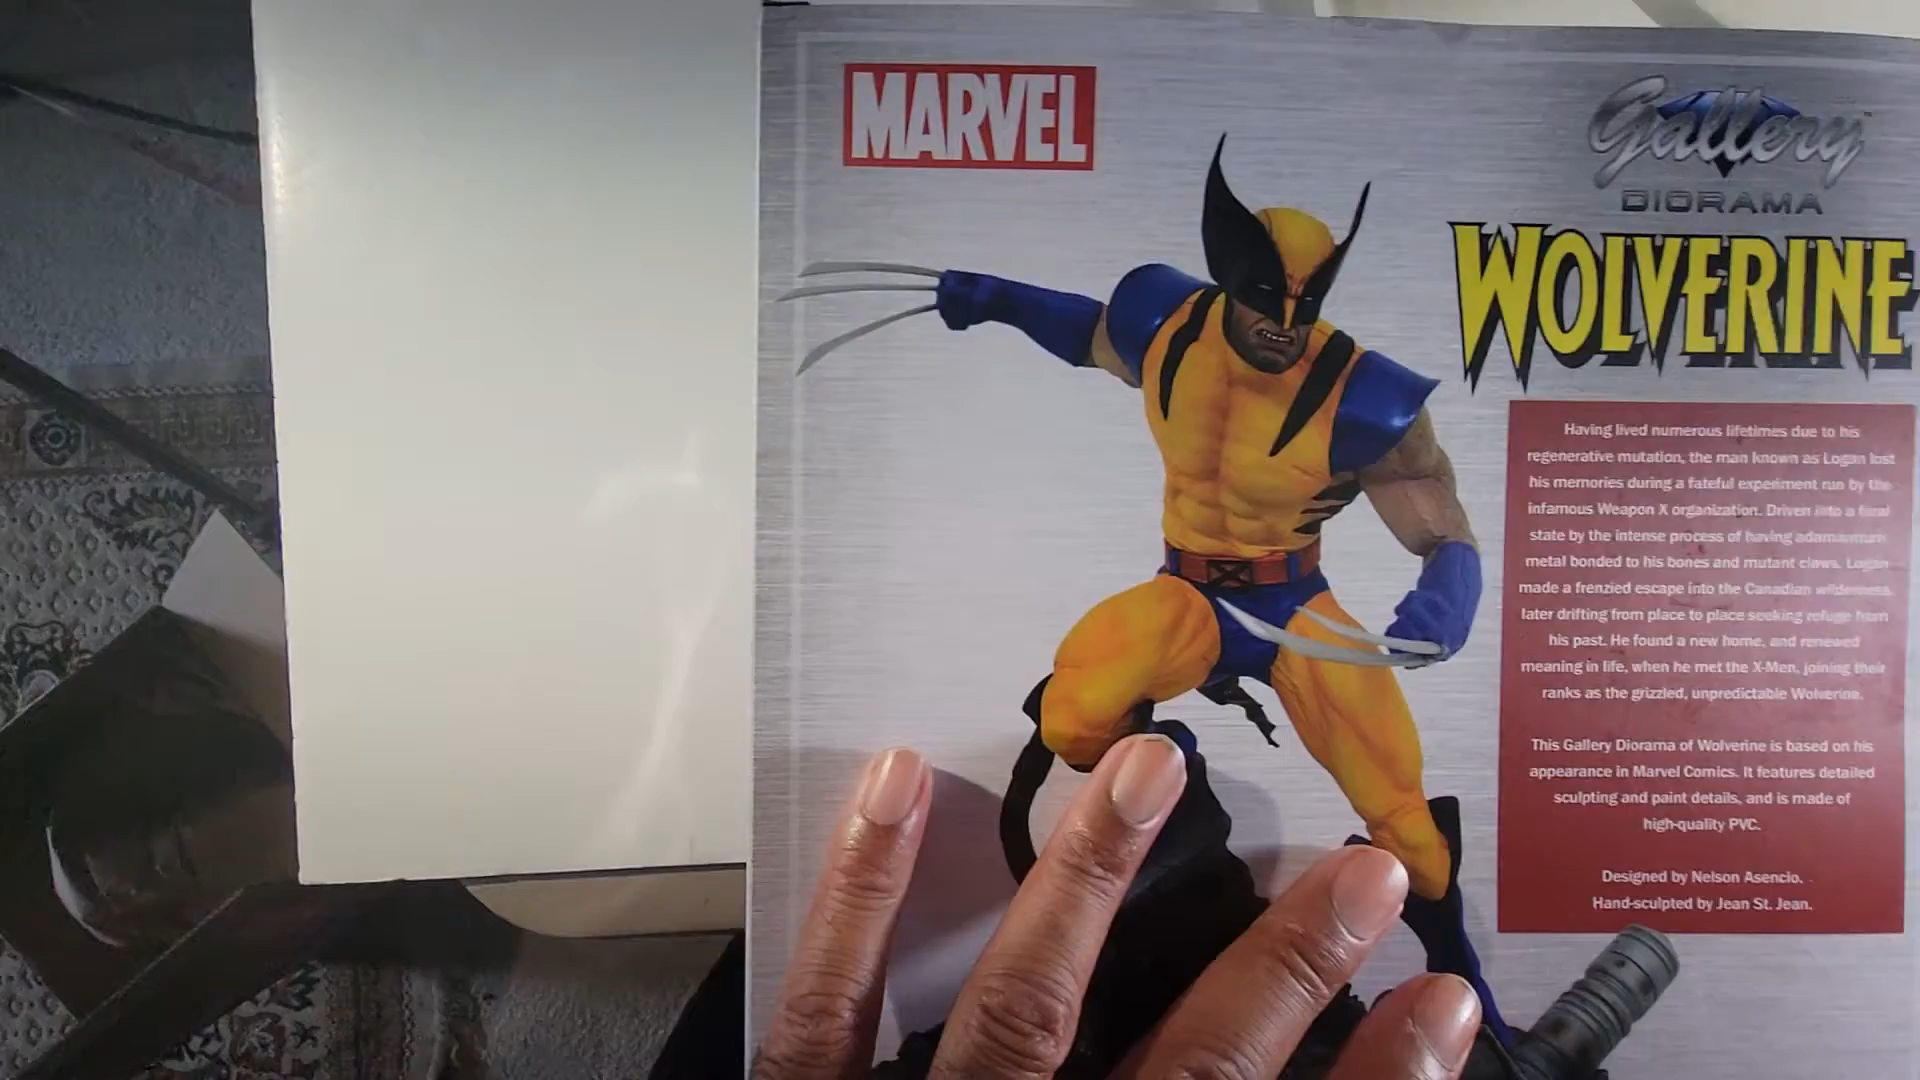 MARVEL
Gallery
DIORAMA
WOLVERINE
Having lived numerous lifetimes due to his
regenerative mutation, the man known as Logan lost
his memories during a fateful experiment run by the
infamous Weapon X organization. Driven into a feral
state by the intense process of having adamantium
metal bonded to his bones and mutant claws, Logan
made a frenzied escape into the Canadian wilderness,
later drifting from place to place seeking refuge from
his past. He found a new home, and renewed
meaning in life, when he met the X-Men, joining their
ranks as the grizzled, unpredictable Wolverine.
This Gallery Diorama of Wolverine is based on his
appearance in Marvel Comics. It features detailed
sculpting and paint details, and is made of
high-quality PVC.
Designed by Nelson Asencio.
Hand-sculpted by Jean St. Jean.